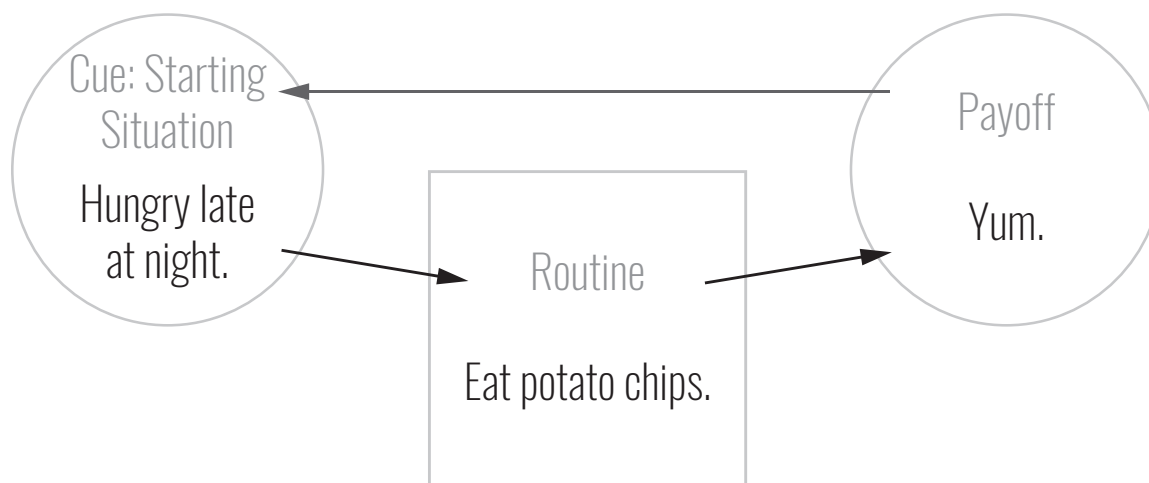 Cue: Starting
Situation
Hungry late
at night.
Routine
Eat potato chips.
Payoff
Yum.